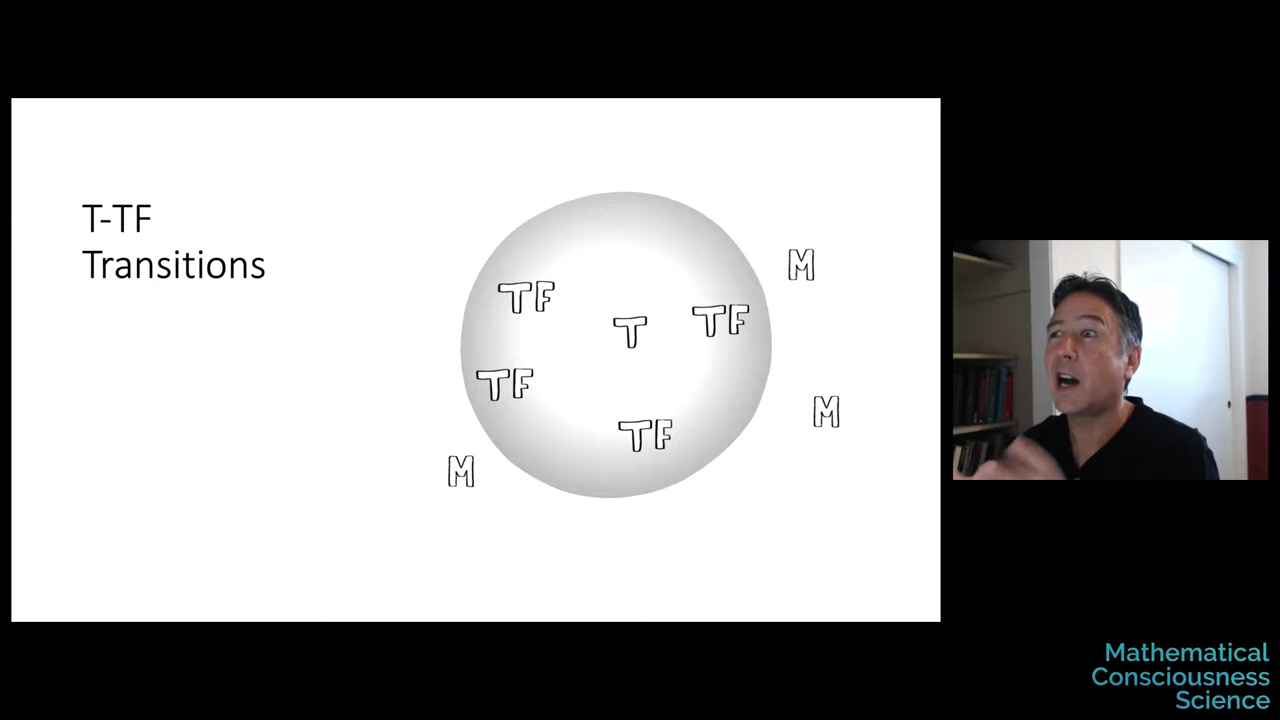 T-TF
Transitions
M
TF
T
TF
TF
M
TF
M
Mathematical
Consciousness
Science